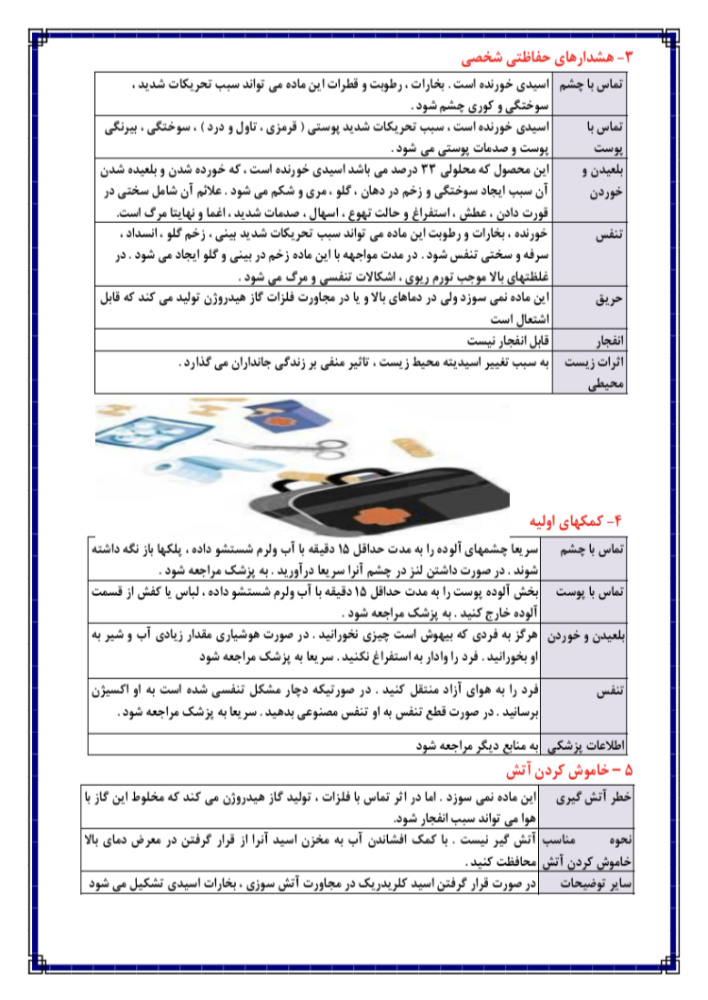 ۳- هشدارهای حفاظتی شخصی
تماس با چشم اسیدی خورنده است . بخارات ، رطوبت و قطرات این ماده می تواند سبب تحریکات شدید ،
سوختگی و کوری چشم شود .
تماس با اسیدی خورنده است ، سبب تحریکات شدید پوستی ( قرمزی ، تاول و درد ) ، سوختگی ، بیرنگی
پوست پوست و صدمات پوستی می شود .
بلعیدن و این محصول که محلولی ۳۳ درصد می باشد اسیدی خورنده است ، که خورده شدن و بلعیده شدن
خوردن آن سبب ایجاد سوختگی و زخم در دهان ، گلو ، مری و شکم می شود . علائم آن شامل سختی در
قورت دادن ، عطش ، استفراغ و حالت تهوع ، اسهال ، صدمات شدید ، اغما و نهایتا مرگ است.
تنفس خورنده ، بخارات و رطوبت این ماده می تواند سبب تحریکات شدید بینی ، زخم گلو ، انسداد ،
سرفه و سختی تنفس شود . در مدت مواجهه با این ماده زخم در بینی و گلو ایجاد می شود . در
غلظتهای بالا موجب تورم ریوی ، اشکالات تنفسی و مرگ می شود .
حریق این ماده نمی سوزد ولی در دماهای بالا و یا در مجاورت فلزات گاز هیدروژن تولید می کند که قابل
اشتعال است
انفجار قابل انفجار نیست
اثرات زیست به سبب تغییر اسیدیته محیط زیست ، تاثیر منفی بر زندگی جانداران می گذارد .
محیطی
۴- کمکهای اولیه
تماس با چشم سریعا چشمهای آلوده را به مدت حداقل ۱۵ دقیقه با آب ولرم شستشو داده ، پلکها باز نگه داشته
شوند . در صورت داشتن لنز در چشم آنرا سریعا درآورید . به پزشک مراجعه شود .
تماس با پوست بخش آلوده پوست را به مدت حداقل ۱۵ دقیقه با آب ولرم شستشو داده ، لباس یا کفش از قسمت
آلوده خارج کنید . به پزشک مراجعه شود .
بلعیدن و خوردن هرگز به فردی که بیهوش است چیزی نخورانید . در صورت هوشیاری مقدار زیادی آب و شیر به
او بخورانید . فرد را وادار به استفراغ نکنید . سریعا به پزشک مراجعه شود
تنفس فرد را به هوای آزاد منتقل کنید . در صورتیکه دچار مشکل تنفسی شده است به او اکسیژن
برسانید . در صورت قطع تنفس به او تنفس مصنوعی بدهید . سریعا به پزشک مراجعه شود .
اطلاعات پزشکی به منابع دیگر مراجعه شود
۵ – خاموش کردن آتش
خطر آتش گیری این ماده نمی سوزد . اما در اثر تماس با فلزات ، تولید گاز هیدروژن می کند که مخلوط این گاز با
هوا می تواند سبب انفجار شود.
نحوه مناسب آتش گیر نیست . با کمک افشاندن آب به مخزن اسید آنرا از قرار گرفتن در معرض دمای بالا
خاموش کردن آتش محافظت کنید .
سایر توضیحات در صورت قرار گرفتن اسید کلریدریک در مجاورت آتش سوزی ، بخارات اسیدی تشکیل می شود